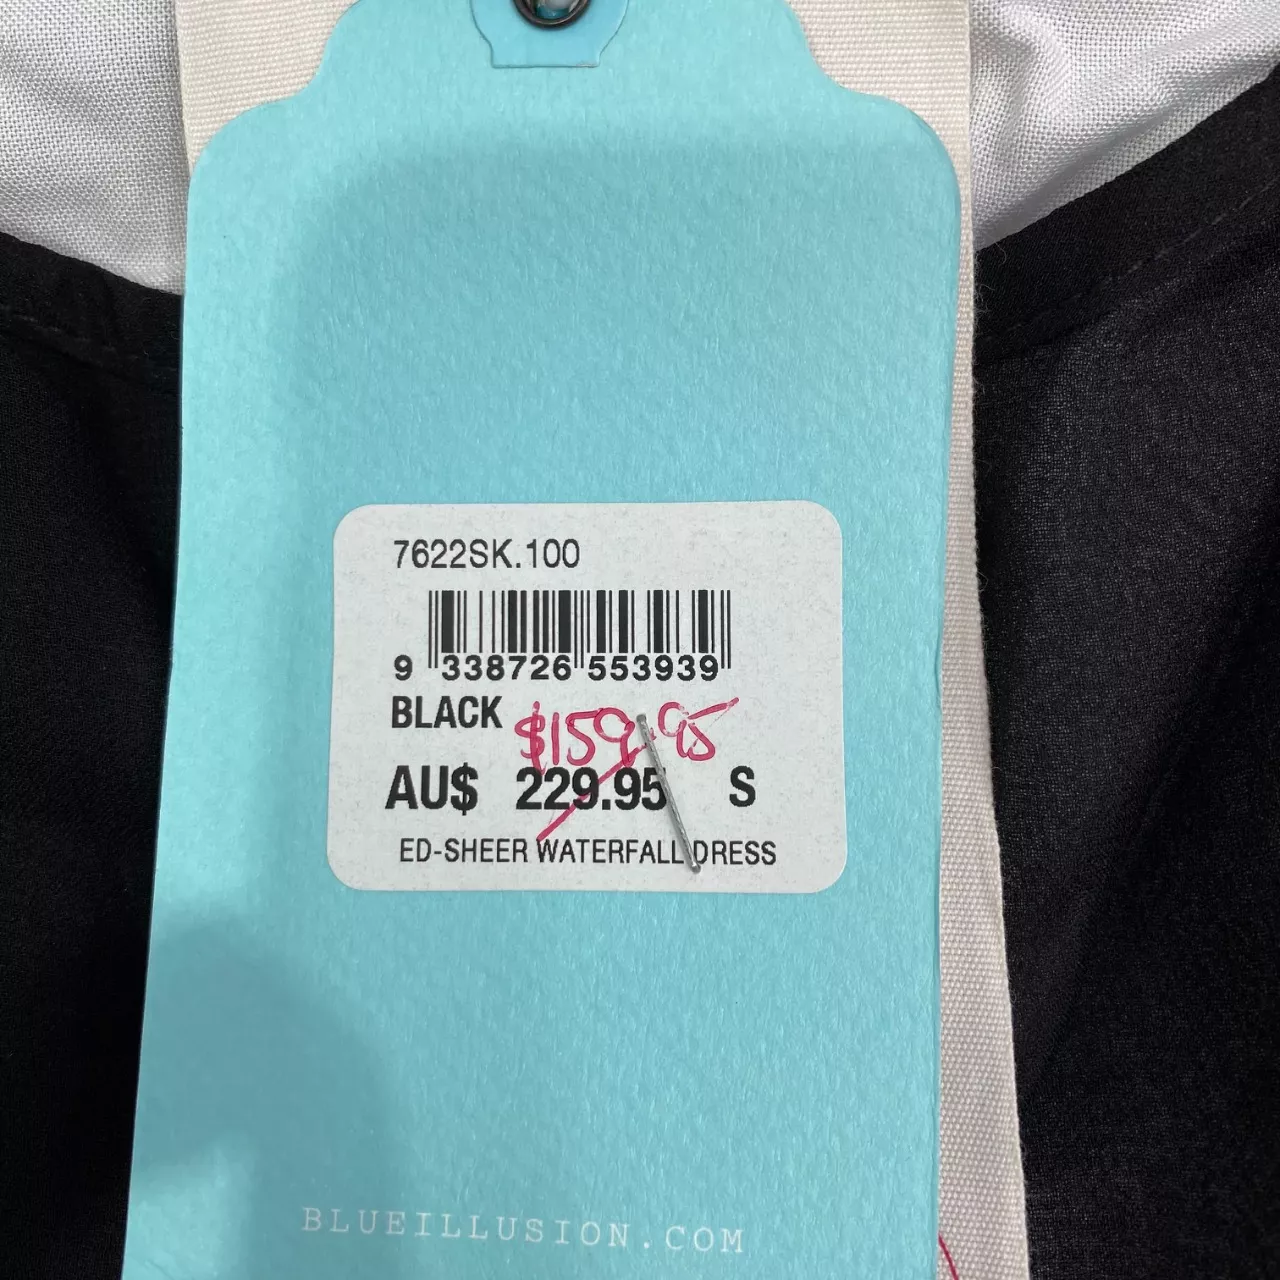 7622SK.100
9 338726 553939
BLACK
$159.95
AU$ 229.95 S
ED-SHEER WATERFALL DRESS
BLUEILLUSION.COM